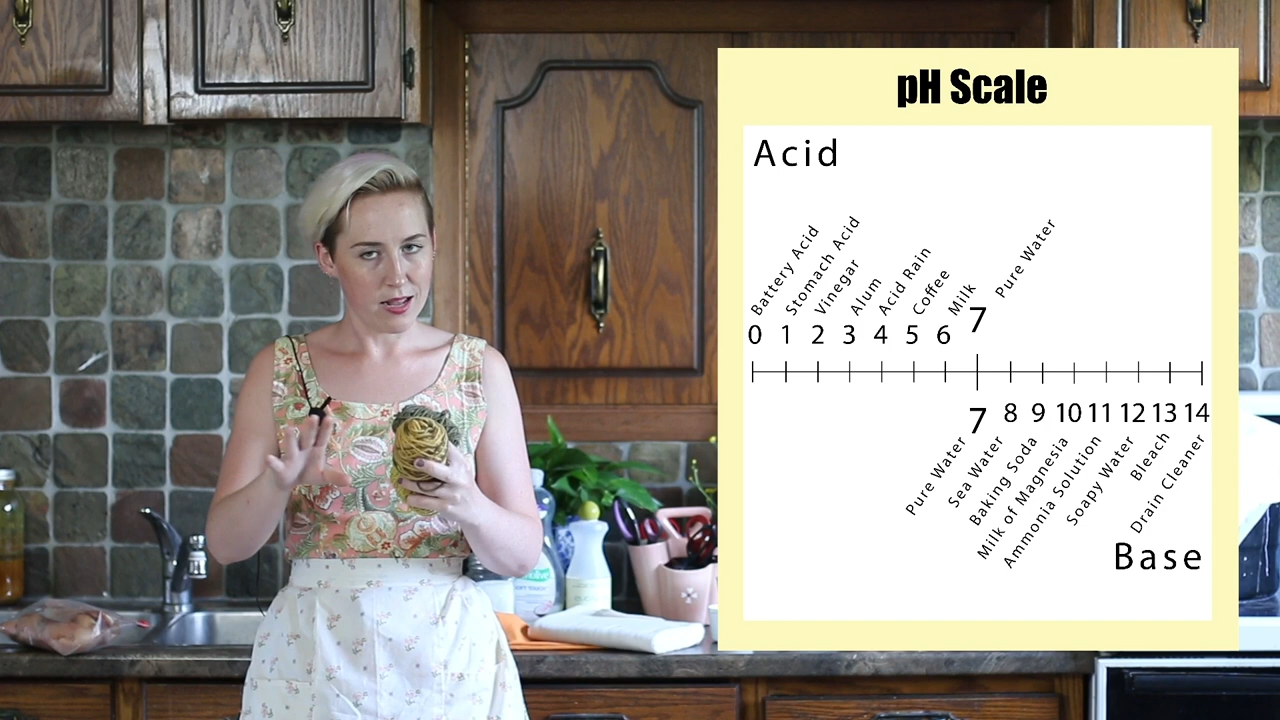 pH Scale
Acid
Battery Acid
Stomach Acid
Vinegar
Alum
Acid Rain
Coffee
Milk
Pure Water
0 1 2 3 4 5 6 7
7 8 9 10 11 12 13 14
Pure Water
Sea Water
Baking Soda
Milk of Magnesia
Ammonia Solution
Soapy Water
Bleach
Drain Cleaner
Base